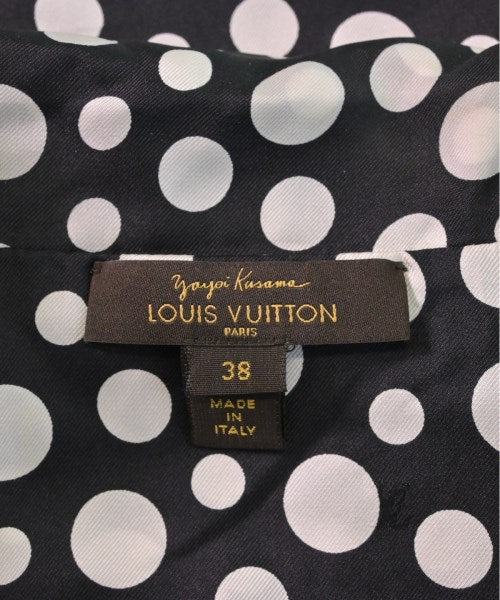 Yayoi Kusama
LOUIS VUITTON
PARIS
38
MADE
IN
ITALY